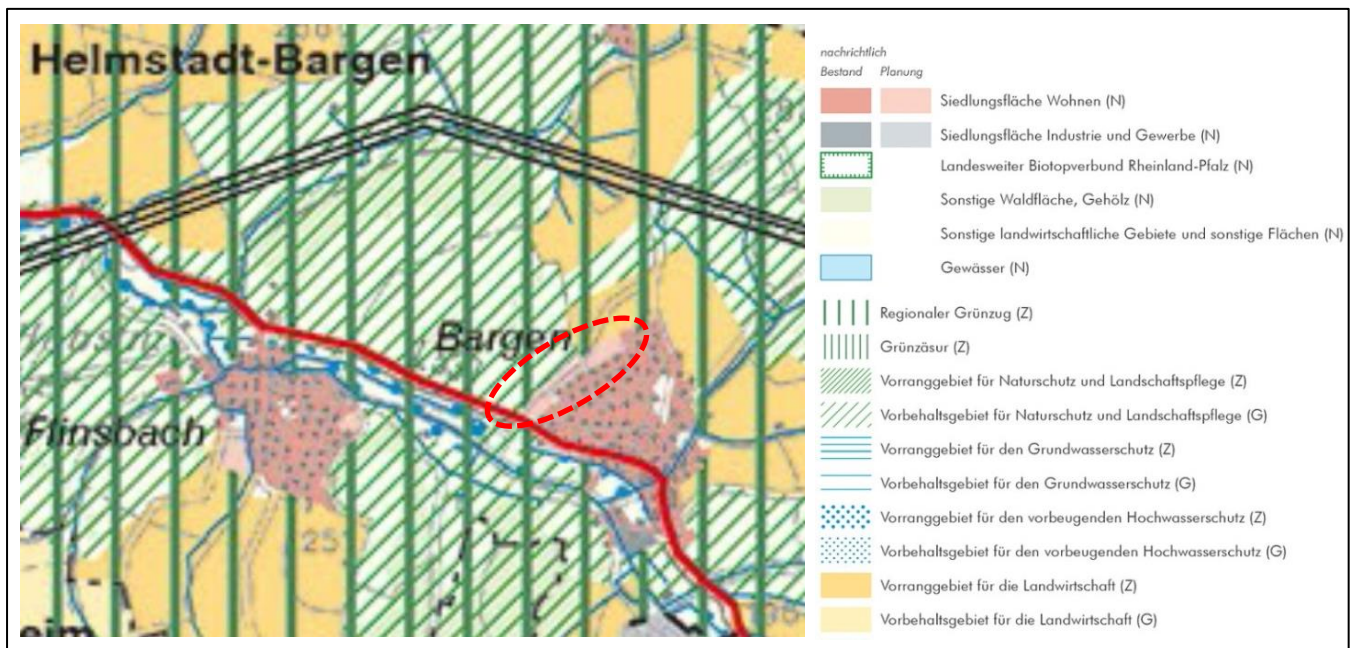 Helmstadt-Bargen
Bargen
Flinsbach
25
eim
nachrichtlich
Bestand Planung
Siedlungsfläche Wohnen (N)
Siedlungsfläche Industrie und Gewerbe (N)
Landesweiter Biotopverbund Rheinland-Pfalz (N)
Sonstige Waldfläche, Gehölz (N)
Sonstige landwirtschaftliche Gebiete und sonstige Flächen (N)
Gewässer (N)
Regionaler Grünzug (Z)
Grünzäsur (Z)
Vorranggebiet für Naturschutz und Landschaftspflege (Z)
Vorbehaltsgebiet für Naturschutz und Landschaftspflege (G)
Vorranggebiet für den Grundwasserschutz (Z)
Vorbehaltsgebiet für den Grundwasserschutz (G)
Vorranggebiet für den vorbeugenden Hochwasserschutz (Z)
Vorbehaltsgebiet für den vorbeugenden Hochwasserschutz (G)
Vorranggebiet für die Landwirtschaft (Z)
Vorbehaltsgebiet für die Landwirtschaft (G)